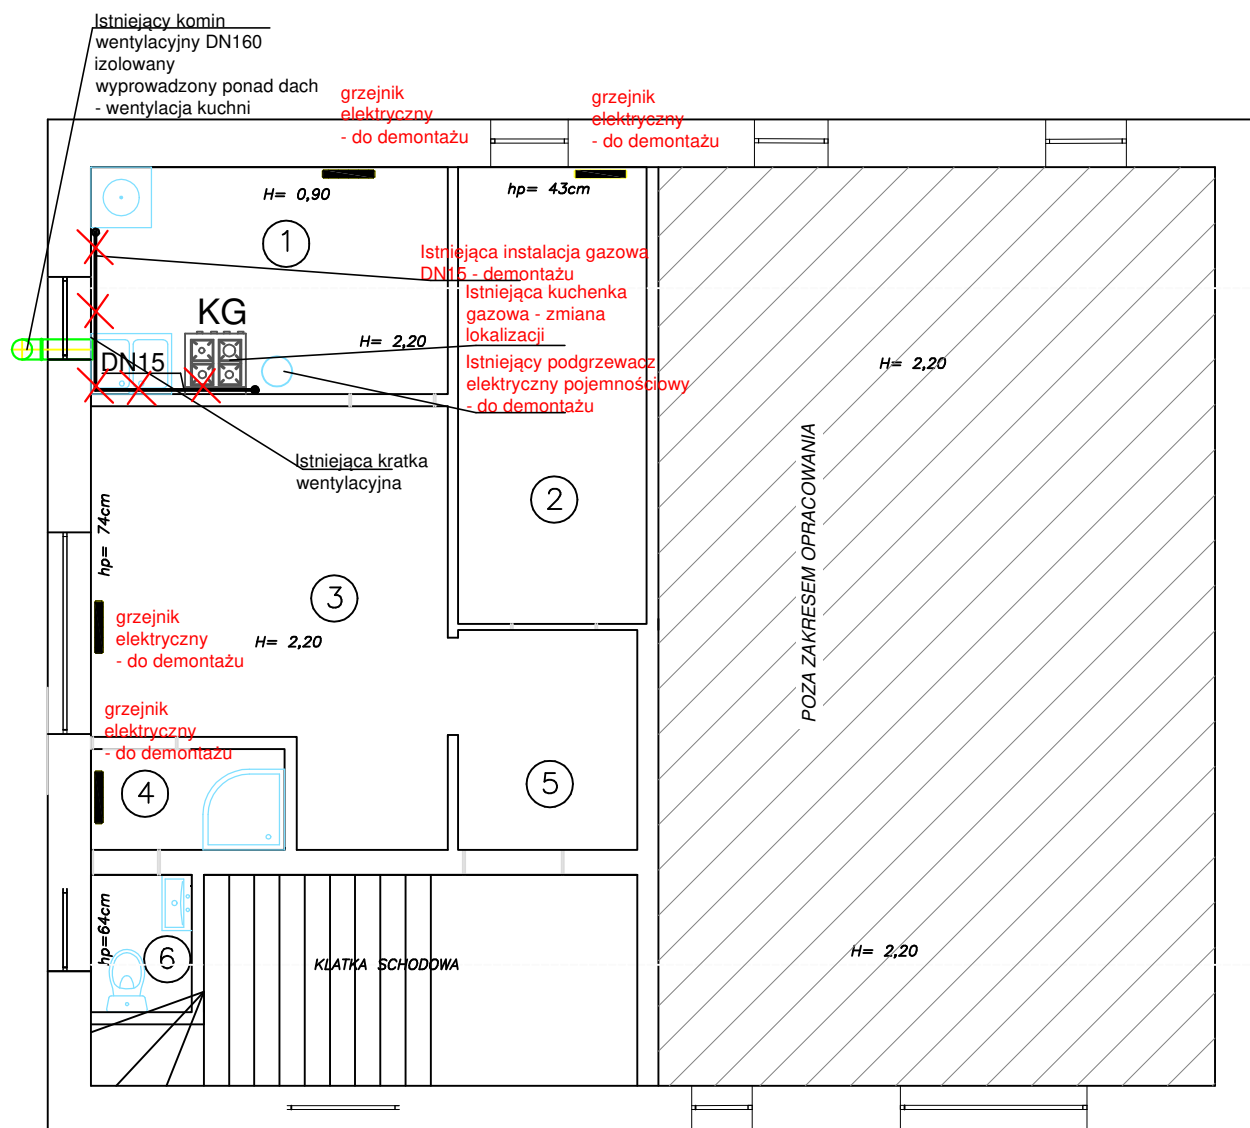 Istniejący komin
wentylacyjny DN160
izolowany
wyprowadzony ponad dach
- wentylacja kuchni
grzejnik
elektryczny
- do demontażu
grzejnik
elektryczny
- do demontażu
H= 0,90
hp= 43cm
1
Istniejąca instalacja gazowa
DN15 - demontażu
Istniejąca kuchenka
gazowa - zmiana
lokalizacji
KG
H= 2,20
Istniejący podgrzewacz
elektryczny pojemnościowy
- do demontażu
DN15
H= 2,20
Istniejąca kratka
wentylacyjna
2
hp= 74cm
POZA ZAKRESEM OPRACOWANIA
3
grzejnik
elektryczny
- do demontażu
H= 2,20
grzejnik
elektryczny
- do demontażu
4
5
hp=64cm
6
KLATKA SCHODOWA
H= 2,20